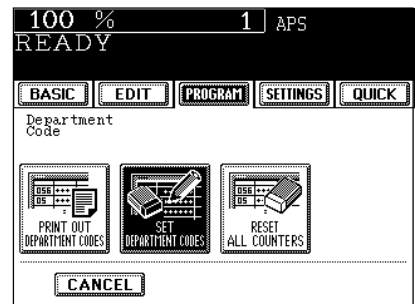 100 % 1 APS
READY
BASIC EDIT PROGRAM SETTINGS QUICK
Department
Code
PRINT OUT
DEPARTMENT CODES
SET
DEPARTMENT CODES
RESET
ALL COUNTERS
CANCEL